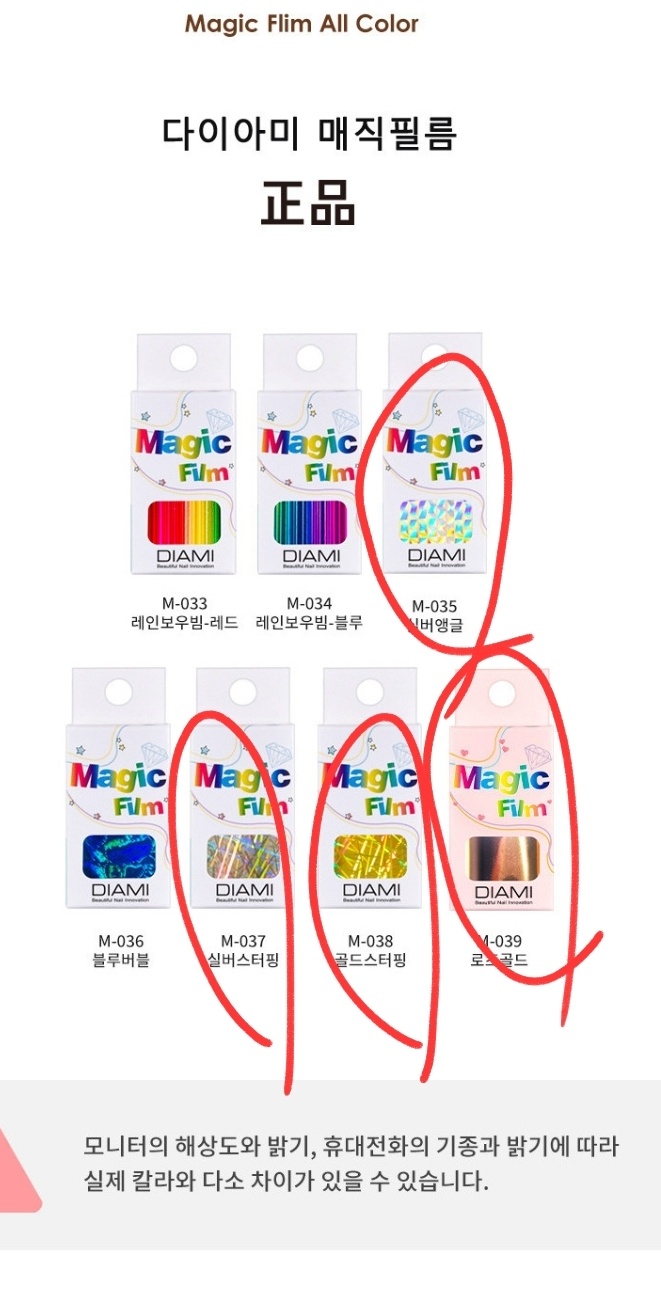 Magic Flim All Color
다이아미 매직필름
正品
Magic
Film
DIAMI
Beautiful Nail Innovation
Magic
Film
DIAMI
Beautiful Nail Innovation
Magic
Film
DIAMI
Beautiful Nail Innovation
M-033
레인보우빔-레드
M-034
레인보우빔-블루
M-035
실버앵글
Magic
Film
DIAMI
Beautiful Nail Innovation
Magic
Film
DIAMI
Beautiful Nail Innovation
Magic
Film
DIAMI
Beautiful Nail Innovation
Magic
Film
DIAMI
Beautiful Nail Innovation
M-036
블루버블
M-037
실버스터핑
M-038
골드스터핑
M-039
로즈골드
모니터의 해상도와 밝기, 휴대전화의 기종과 밝기에 따라
실제 칼라와 다소 차이가 있을 수 있습니다.